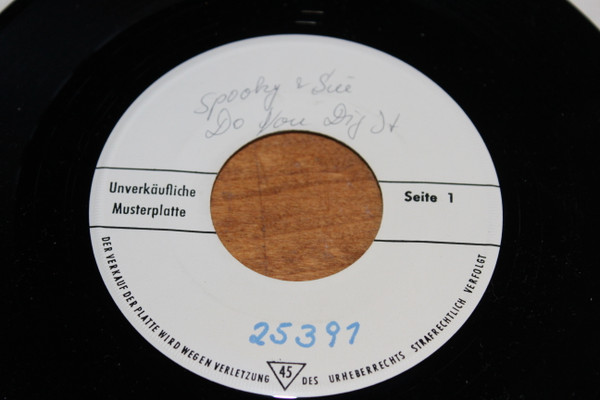 Spooky & Sue
Do You Dig It
Unverkäufliche
Musterplatte
Seite 1
25391
DER VERKAUF DER PLATTE WIRD WEGEN VERLETZUNG 45 DES URHEBERRECHTS STRAFRECHTLICH VERFOLGT